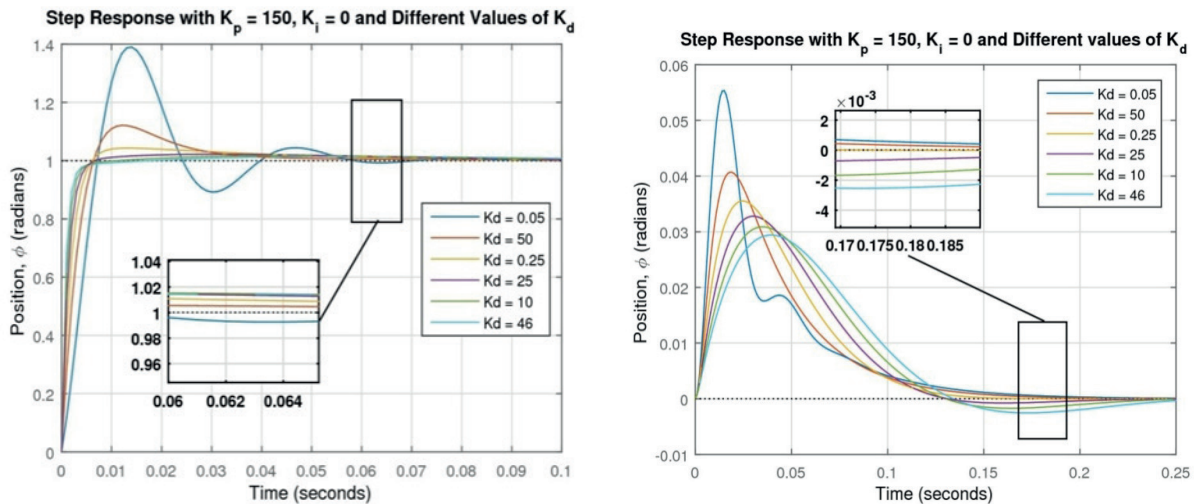 Step Response with Kp = 150, Ki = 0 and Different Values of Kd
Position, ϕ (radians)
1.4
1.2
1
0.8
0.6
0.4
0.2
0
Kd = 0.05
Kd = 50
Kd = 0.25
Kd = 25
Kd = 10
Kd = 46
1.04
1.02
1
0.98
0.96
0.06 0.062 0.064
0 0.01 0.02 0.03 0.04 0.05 0.06 0.07 0.08 0.09 0.1
Time (seconds)
Step Response with Kp = 150, Ki = 0 and Different values of Kd
Position, ϕ (radians)
0.06
0.05
0.04
0.03
0.02
0.01
0
-0.01
×10-3
2
0
-2
-4
0.17 0.175 0.18 0.185
Kd = 0.05
Kd = 50
Kd = 0.25
Kd = 25
Kd = 10
Kd = 46
0 0.05 0.1 0.15 0.2 0.25
Time (seconds)